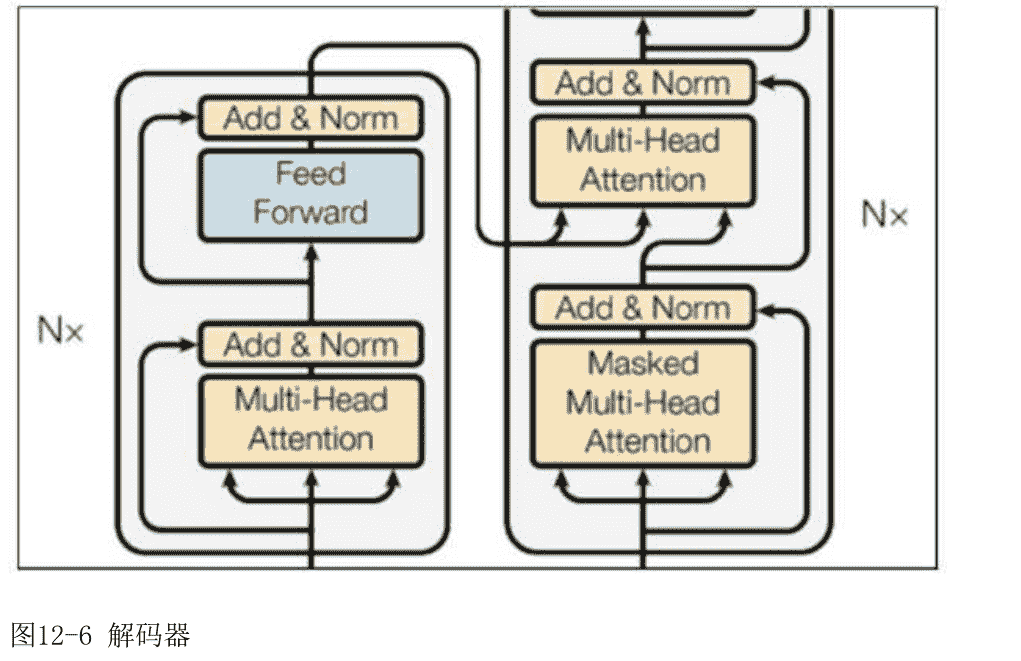 Add & Norm
Feed
Forward
Nx
Add & Norm
Multi-Head
Attention
Add & Norm
Multi-Head
Attention
Nx
Add & Norm
Masked
Multi-Head
Attention
图12-6 解码器